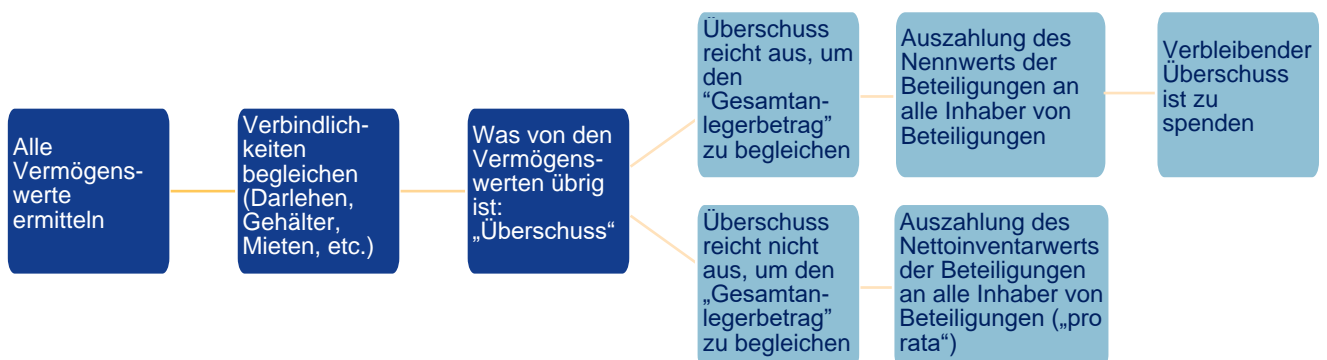 Alle
Vermögens-
werte
ermitteln
Verbindlich-
keiten
begleichen
(Darlehen,
Gehälter,
Mieten, etc.)
Was von den
Vermögens-
werten übrig
ist:
„Überschuss“
Überschuss
reicht aus, um
den
“Gesamtan-
legerbetrag”
zu begleichen
Auszahlung des
Nennwerts der
Beteiligungen an
alle Inhaber von
Beteiligungen
Verbleibender
Überschuss
ist zu
spenden
Überschuss
reicht nicht
aus, um den
„Gesamtan-
legerbetrag”
zu begleichen
Auszahlung des
Nettoinventarwerts
der Beteiligungen
an alle Inhaber von
Beteiligungen („pro
rata“)